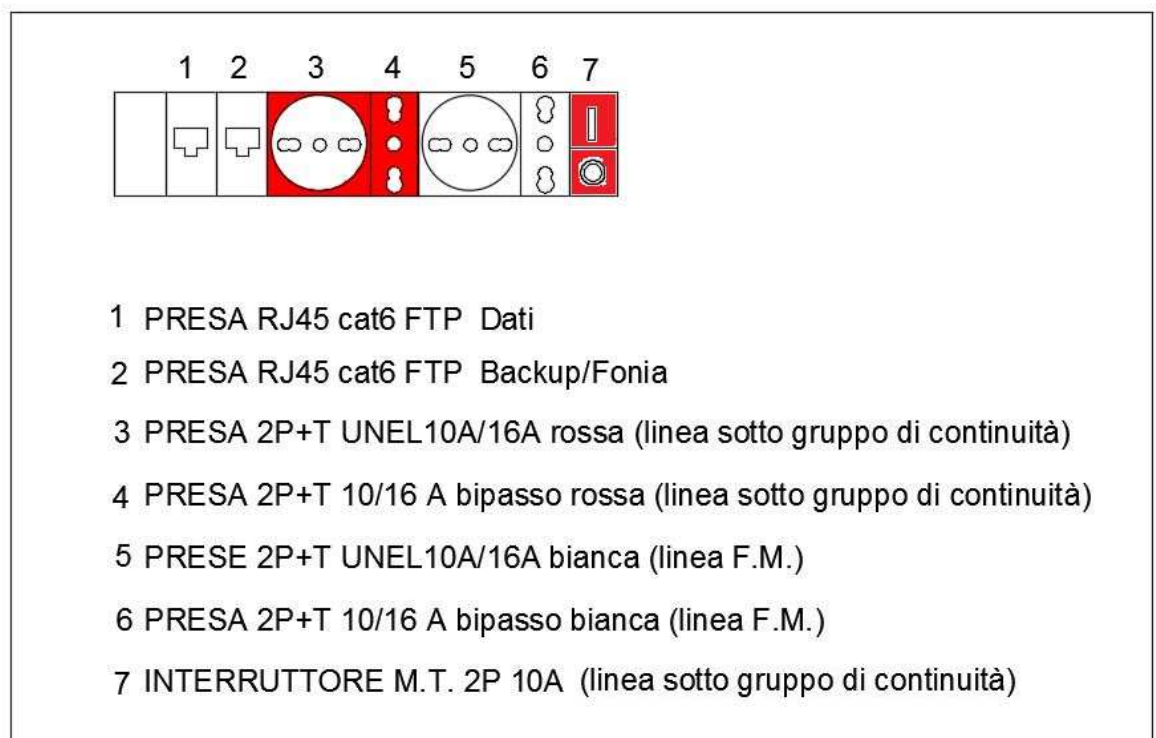 1 2 3 4 5 6 7
1 PRESA RJ45 cat6 FTP Dati
2 PRESA RJ45 cat6 FTP Backup/Fonia
3 PRESA 2P+T UNEL10A/16A rossa (linea sotto gruppo di continuità)
4 PRESA 2P+T 10/16 A bipasso rossa (linea sotto gruppo di continuità)
5 PRESE 2P+T UNEL10A/16A bianca (linea F.M.)
6 PRESA 2P+T 10/16 A bipasso bianca (linea F.M.)
7 INTERRUTTORE M.T. 2P 10A (linea sotto gruppo di continuità)